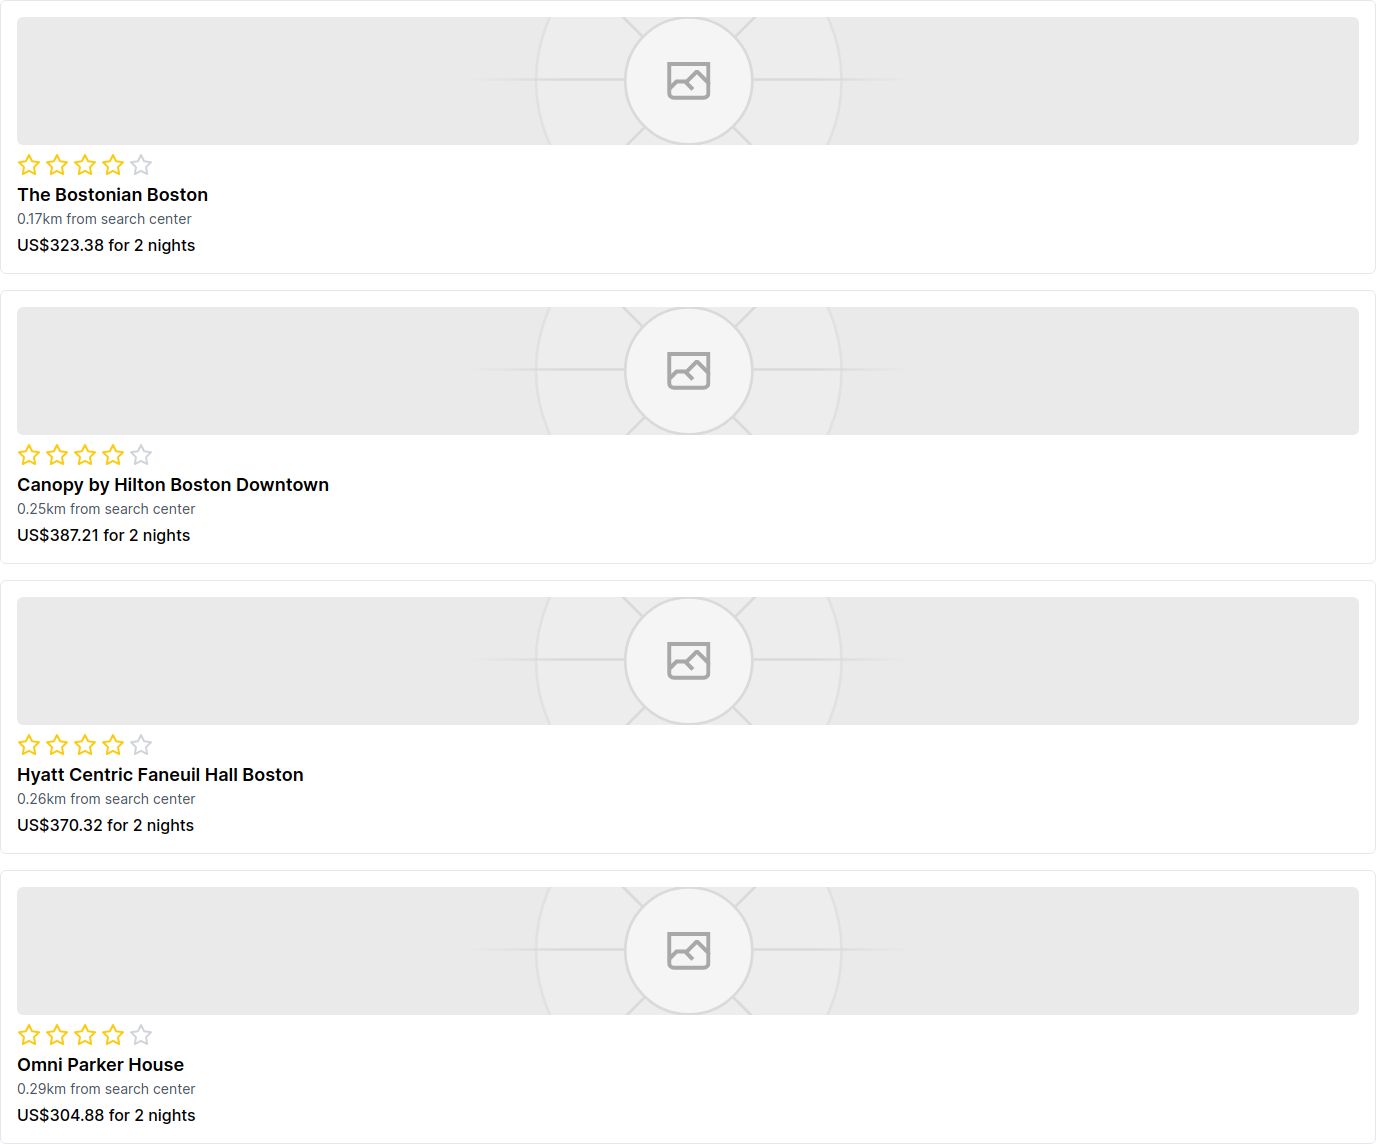 The Bostonian Boston
0.17km from search center
US$323.38 for 2 nights
Canopy by Hilton Boston Downtown
0.25km from search center
US$387.21 for 2 nights
Hyatt Centric Faneuil Hall Boston
0.26km from search center
US$370.32 for 2 nights
Omni Parker House
0.29km from search center
US$304.88 for 2 nights